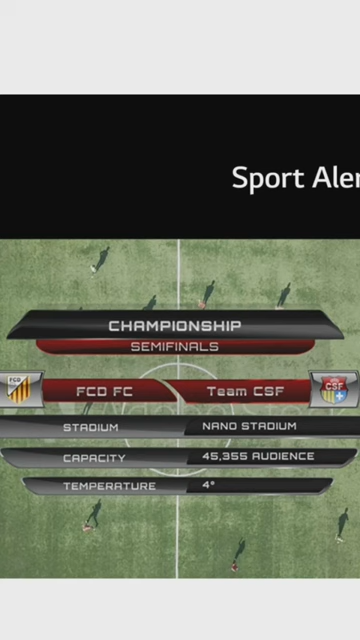 Sport Aler
CHAMPIONSHIP
SEMIFINALS
FCD
FCD FC
Team CSF
CSF
STADIUM
NANO STADIUM
CAPACITY
45,355 AUDIENCE
TEMPERATURE
4°